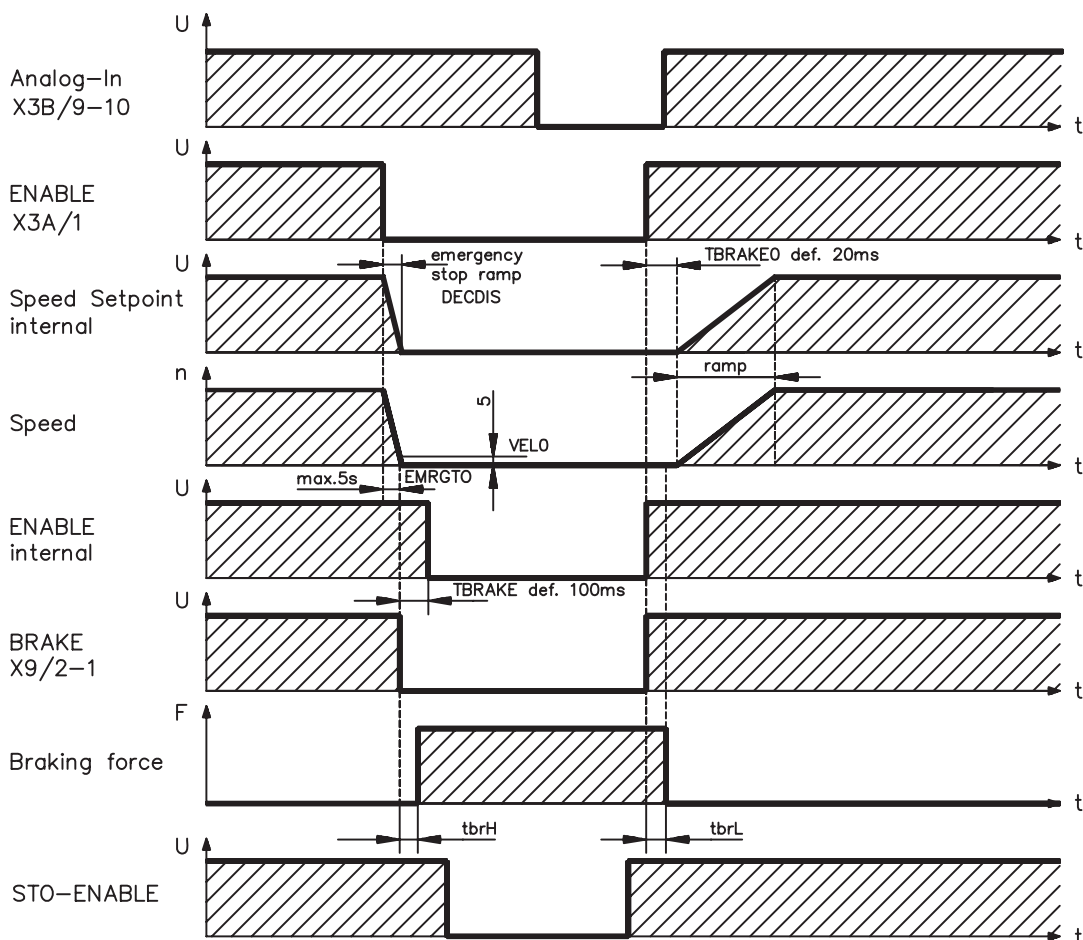 U
Analog-In
X3B/9-10
t
U
ENABLE
X3A/1
t
U
emergency
stop ramp
DECDIS
TBRAKE0 def. 20ms
Speed Setpoint
internal
t
n
ramp
Speed
5
VEL0
t
U
max.5s
EMRGTO
ENABLE
internal
t
U
TBRAKE def. 100ms
BRAKE
X9/2-1
t
F
Braking force
t
U
tbrH
tbrL
STO-ENABLE
t